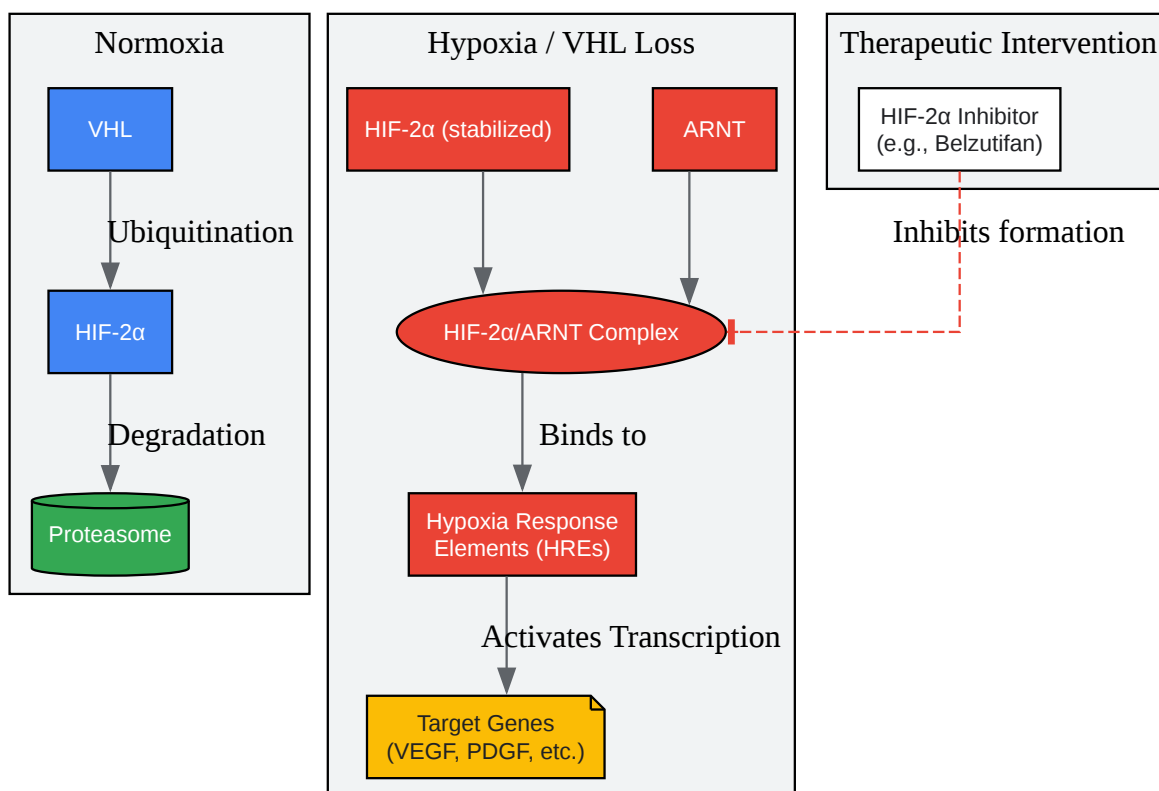 Normoxia
VHL
Ubiquitination
HIF-2α
Degradation
Proteasome
Hypoxia / VHL Loss
HIF-2α (stabilized)
ARNT
HIF-2α/ARNT Complex
Binds to
Hypoxia Response
Elements (HREs)
Activates Transcription
Target Genes
(VEGF, PDGF, etc.)
Therapeutic Intervention
HIF-2α Inhibitor
(e.g., Belzutifan)
Inhibits formation